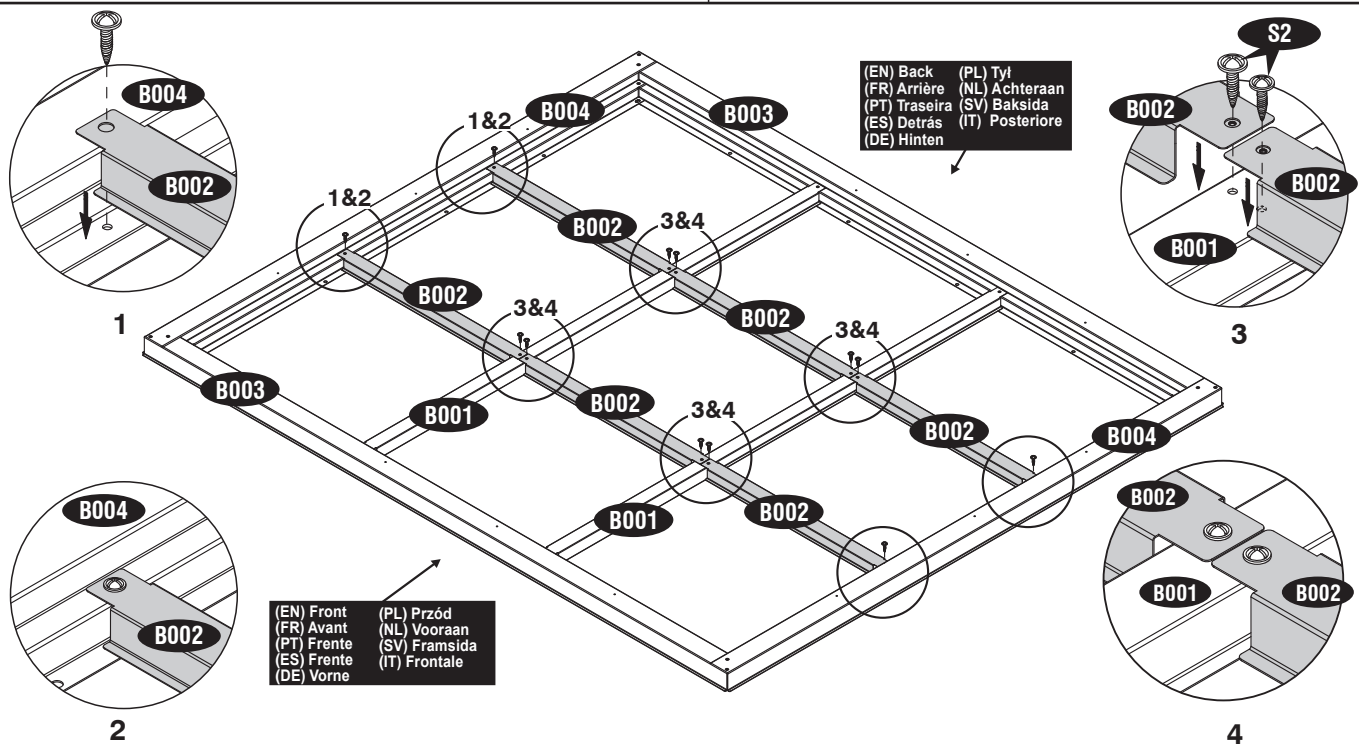 S2
B004
B002
1
1&2
1&2
B004
B003
(EN) Back (PL) Tył
(FR) Arrière (NL) Achteraan
(PT) Traseira (SV) Baksida
(ES) Detrás (IT) Posteriore
(DE) Hinten
B002
B002
B001
3
B002
3&4
B002
3&4
B002
3&4
B003
B001
B002
3&4
B002
B004
B001
B002
B004
B002
2
(EN) Front (PL) Przód
(FR) Avant (NL) Vooraan
(PT) Frente (SV) Framsida
(ES) Frente (IT) Frontale
(DE) Vorne
B002
B001
B002
4